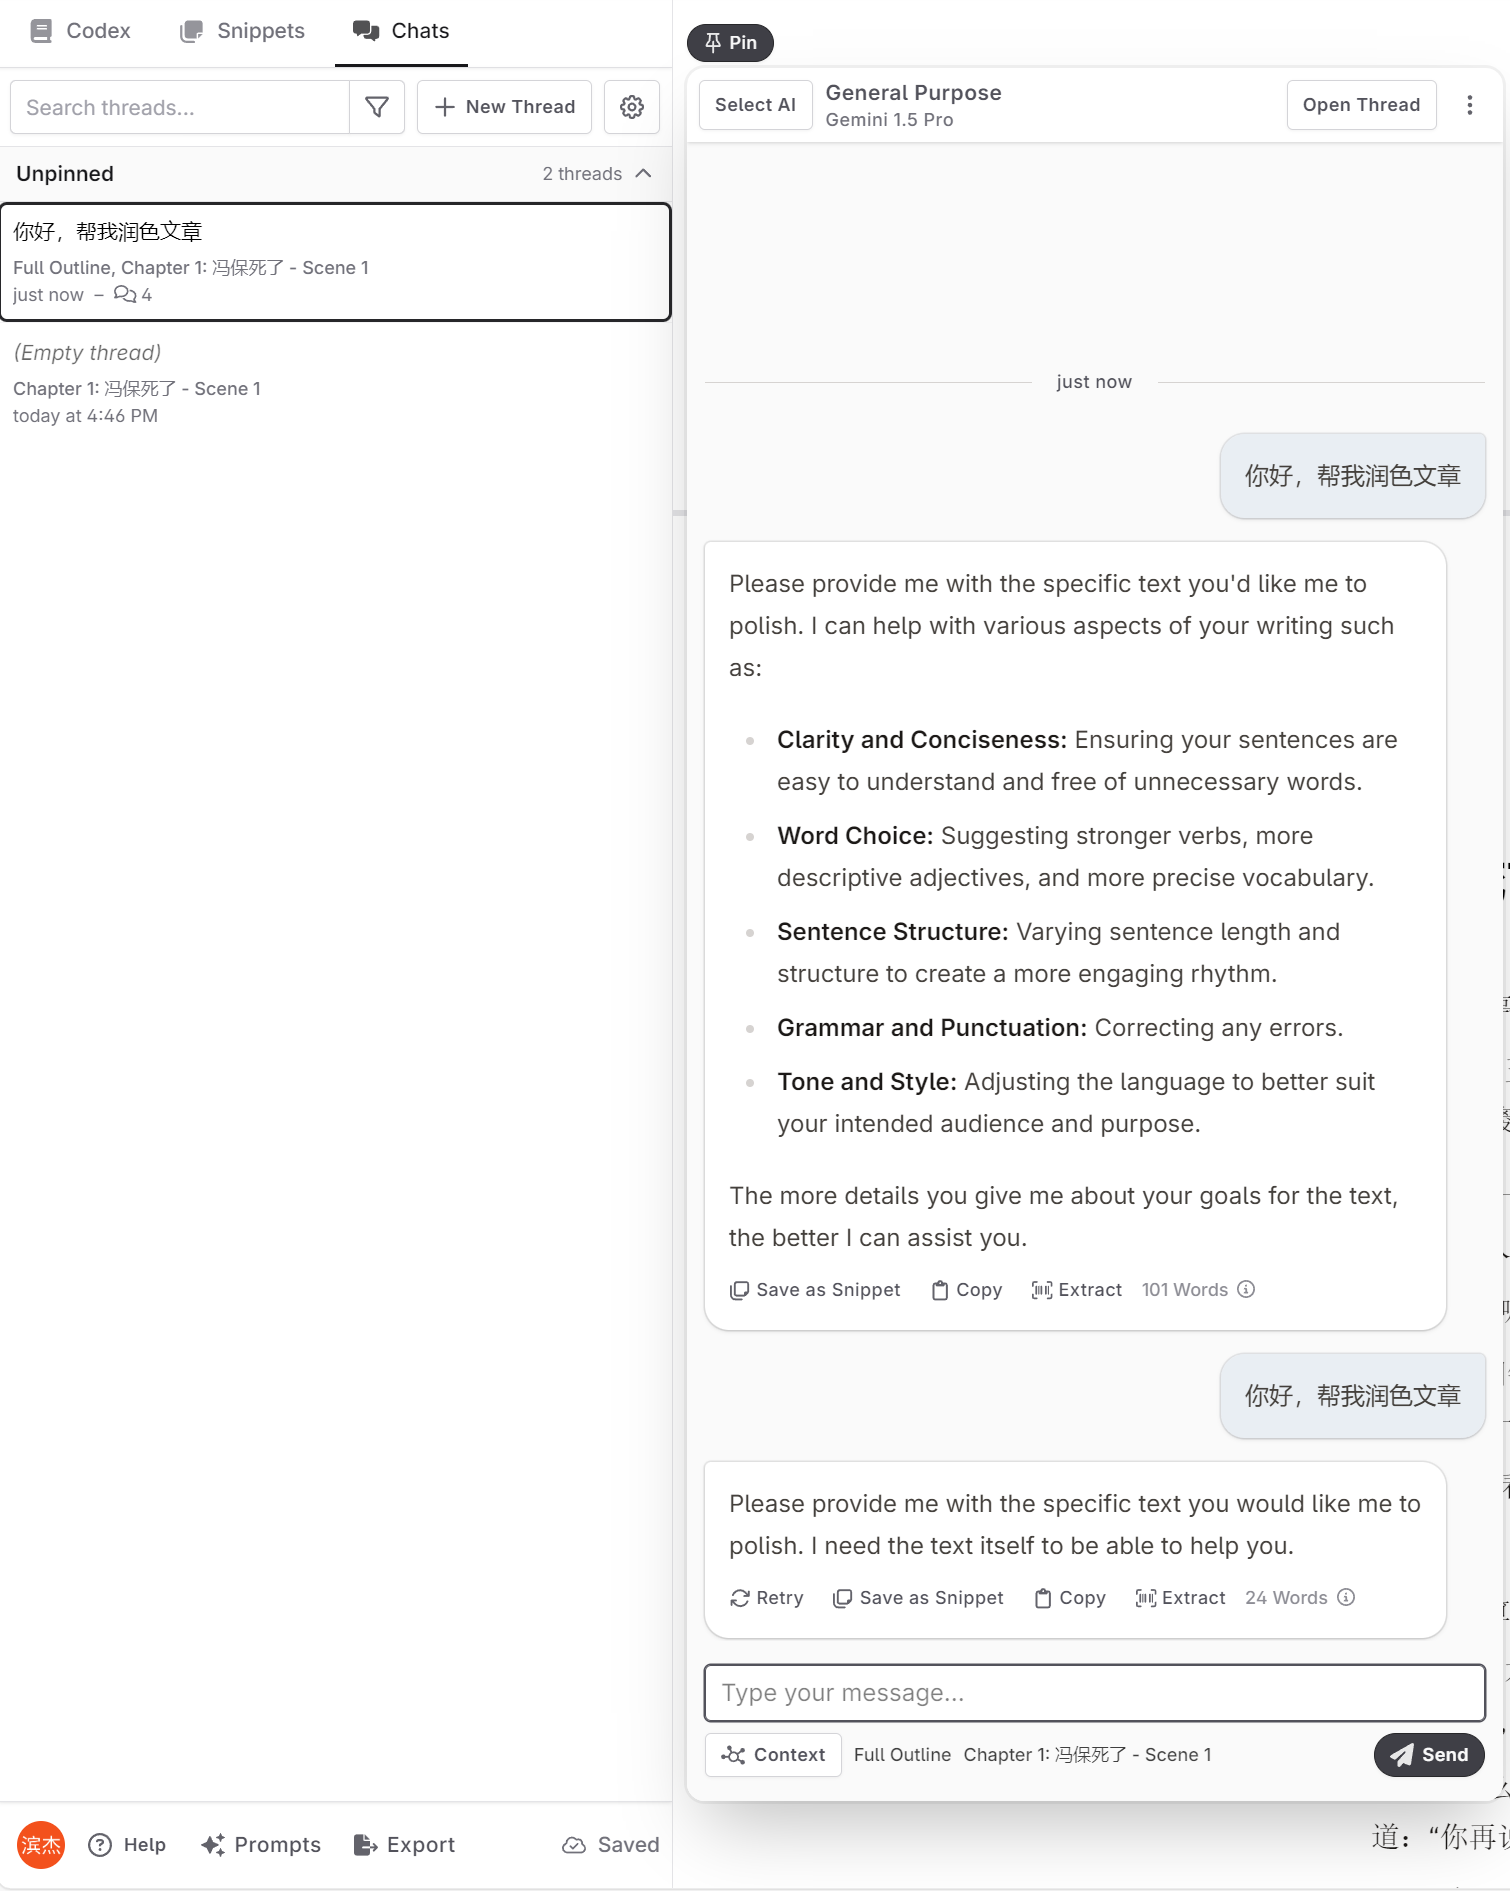 Codex
Snippets
Chats
Search threads...
New Thread
Unpinned
2 threads
你好，帮我润色文章
Full Outline, Chapter 1: 冯保死了 - Scene 1
just now – 4
(Empty thread)
Chapter 1: 冯保死了 - Scene 1
today at 4:46 PM
Help
Prompts
Export
Saved
滨杰
Pin
Select AI
General Purpose
Gemini 1.5 Pro
Open Thread
just now
你好，帮我润色文章
Please provide me with the specific text you'd like me to
polish. I can help with various aspects of your writing such
as:
Clarity and Conciseness: Ensuring your sentences are
easy to understand and free of unnecessary words.
Word Choice: Suggesting stronger verbs, more
descriptive adjectives, and more precise vocabulary.
Sentence Structure: Varying sentence length and
structure to create a more engaging rhythm.
Grammar and Punctuation: Correcting any errors.
Tone and Style: Adjusting the language to better suit
your intended audience and purpose.
The more details you give me about your goals for the text,
the better I can assist you.
Save as Snippet Copy Extract 101 Words
你好，帮我润色文章
Please provide me with the specific text you would like me to
polish. I need the text itself to be able to help you.
Retry Save as Snippet Copy Extract 24 Words
Type your message...
Context Full Outline Chapter 1: 冯保死了 - Scene 1
Send
道：“你再